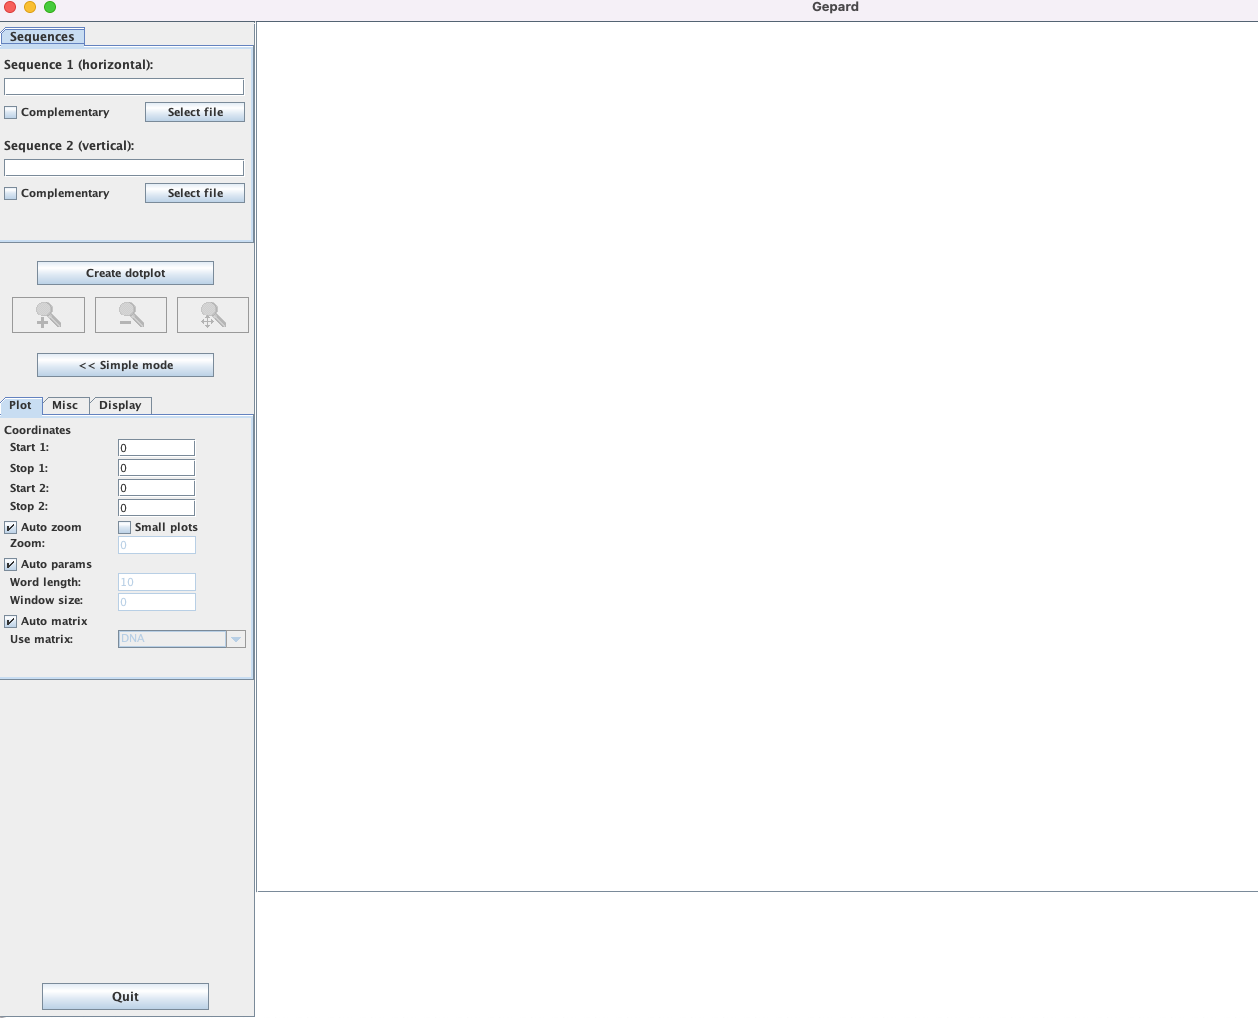 Gepard
Sequences
Sequence 1 (horizontal):
Complementary Select file
Sequence 2 (vertical):
Complementary Select file
Create dotplot
<< Simple mode
Plot Misc Display
Coordinates
Start 1: 0
Stop 1: 0
Start 2: 0
Stop 2: 0
Auto zoom Small plots
Zoom: 0
Auto params
Word length: 10
Window size: 0
Auto matrix
Use matrix: DNA
Quit